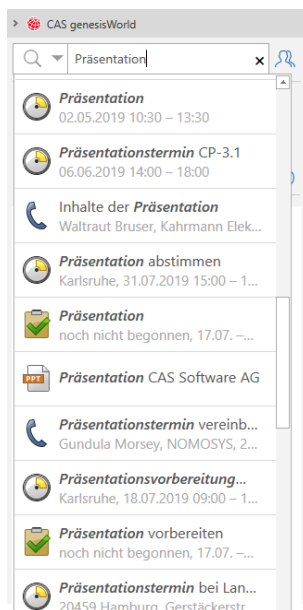 CAS genesisWorld
Präsentation
Präsentation
02.05.2019 10:30 – 13:30
Präsentationstermin CP-3.1
06.06.2019 14:00 – 18:00
Inhalte der Präsentation
Waltraut Bruser, Kahrmann Elek...
Präsentation abstimmen
Karlsruhe, 31.07.2019 15:00 – 1...
Präsentation
noch nicht begonnen, 17.07. –...
PPT
Präsentation CAS Software AG
Präsentationstermin vereinb...
Gundula Morsey, NOMOSYS, 2...
Präsentationsvorbereitung...
Karlsruhe, 18.07.2019 09:00 – 1...
Präsentation vorbereiten
noch nicht begonnen, 17.07. –...
Präsentationstermin bei Lan...
20459 Hamburg, Gerstäckerstr